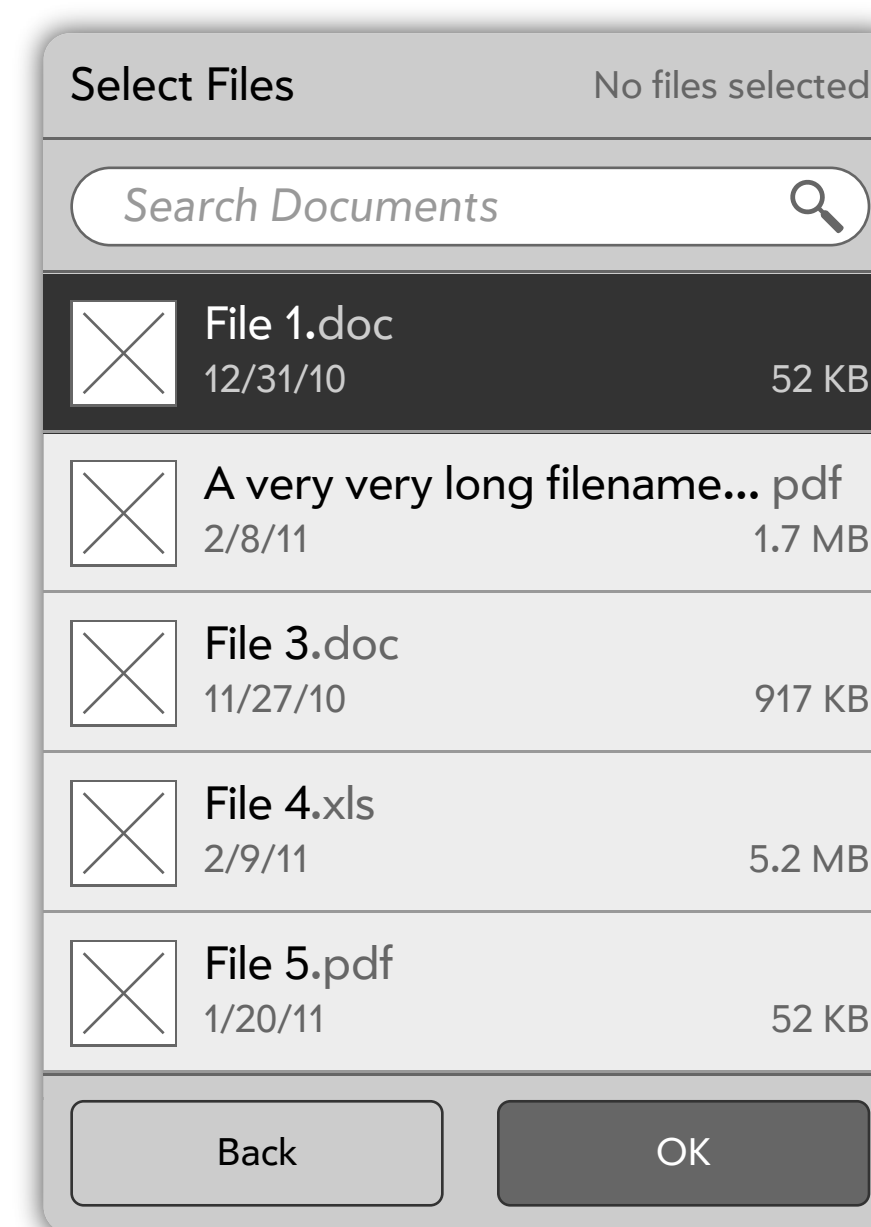 Select Files No files selected
Search Documents
File 1.doc
12/31/10 52 KB
A very very long filename... pdf
2/8/11 1.7 MB
File 3.doc
11/27/10 917 KB
File 4.xls
2/9/11 5.2 MB
File 5.pdf
1/20/11 52 KB
Back OK